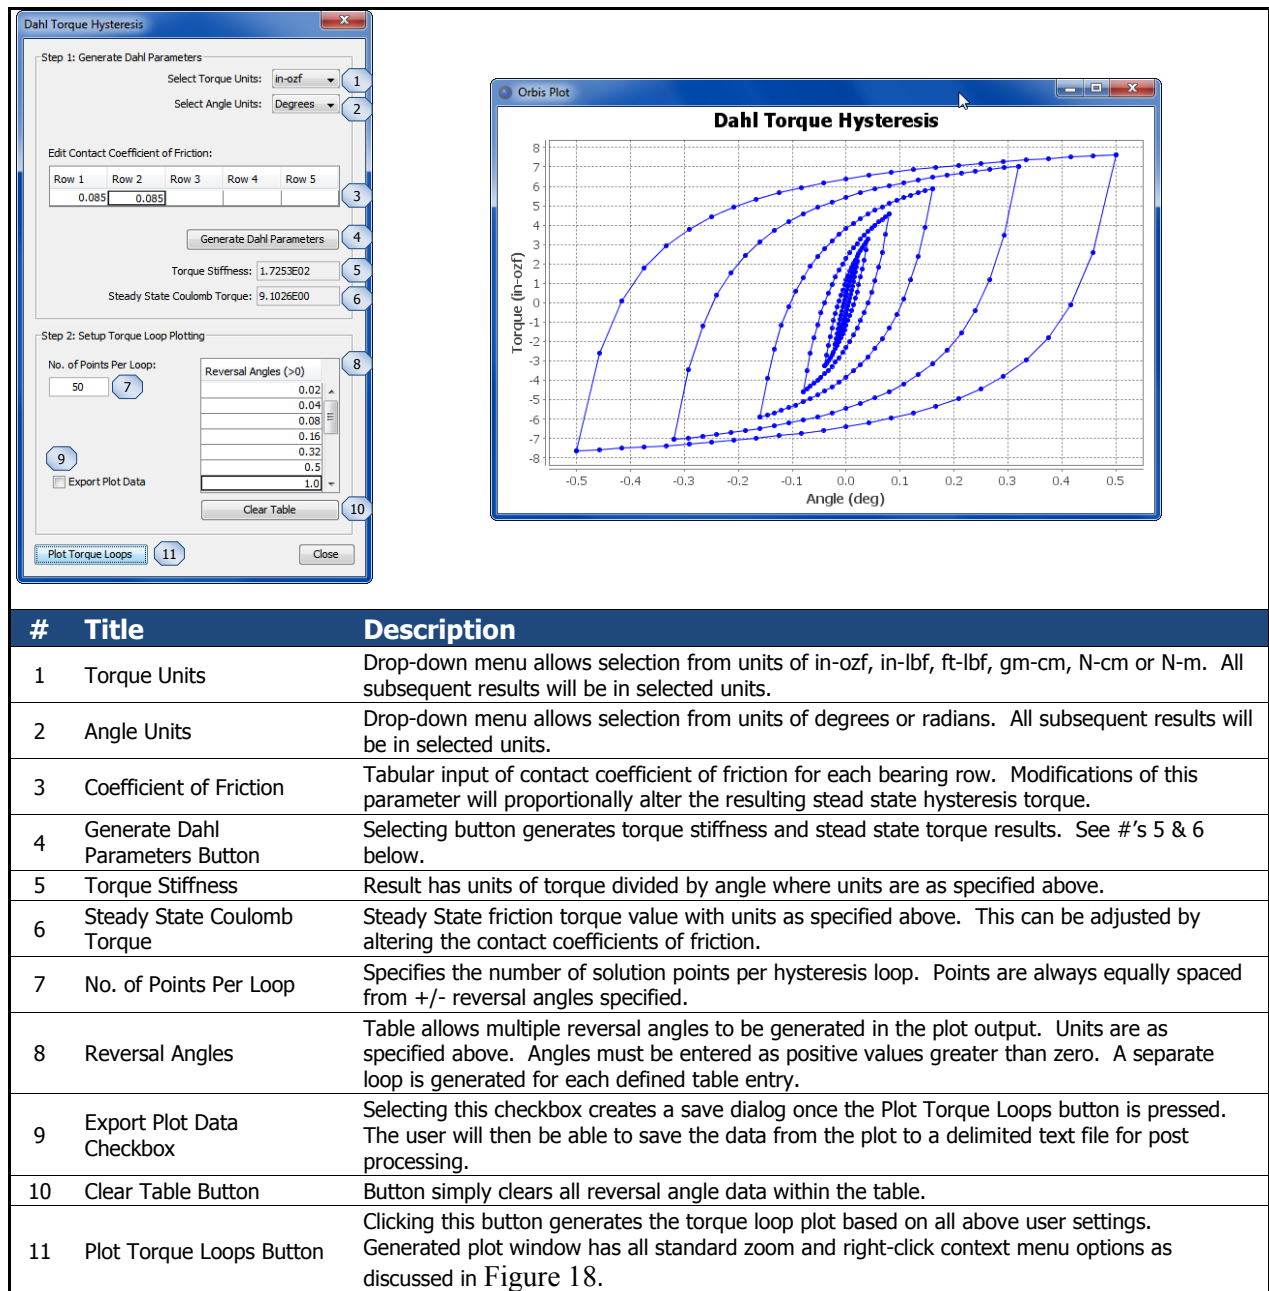 Dahl Torque Hysteresis
Step 1: Generate Dahl Parameters
Select Torque Units: in-ozf 1
Select Angle Units: Degrees 2
Edit Contact Coefficient of Friction:
Row 1 Row 2 Row 3 Row 4 Row 5
0.085 0.085 3
Generate Dahl Parameters 4
Torque Stiffness: 1.7253E02 5
Steady State Coulomb Torque: 9.1026E00 6
Step 2: Setup Torque Loop Plotting
No. of Points Per Loop:
50 7
Reversal Angles (>0) 8
0.02
0.04
0.08
0.16
0.32
0.5
1.0
9
Export Plot Data
Clear Table 10
Plot Torque Loops 11
Close
Orbis Plot
Dahl Torque Hysteresis
Torque (in-ozf)
8
7
6
5
4
3
2
1
0
-1
-2
-3
-4
-5
-6
-7
-8
-0.5 -0.4 -0.3 -0.2 -0.1 0.0 0.1 0.2 0.3 0.4 0.5
Angle (deg)
# Title Description
1 Torque Units Drop-down menu allows selection from units of in-ozf, in-lbf, ft-lbf, gm-cm, N-cm or N-m. All
subsequent results will be in selected units.
2 Angle Units Drop-down menu allows selection from units of degrees or radians. All subsequent results will
be in selected units.
3 Coefficient of Friction Tabular input of contact coefficient of friction for each bearing row. Modifications of this
parameter will proportionally alter the resulting stead state hysteresis torque.
4 Generate Dahl
Parameters Button
Selecting button generates torque stiffness and stead state torque results. See #'s 5 & 6
below.
5 Torque Stiffness Result has units of torque divided by angle where units are as specified above.
6 Steady State Coulomb
Torque
Steady State friction torque value with units as specified above. This can be adjusted by
altering the contact coefficients of friction.
7 No. of Points Per Loop Specifies the number of solution points per hysteresis loop. Points are always equally spaced
from +/- reversal angles specified.
8 Reversal Angles Table allows multiple reversal angles to be generated in the plot output. Units are as
specified above. Angles must be entered as positive values greater than zero. A separate
loop is generated for each defined table entry.
9 Export Plot Data
Checkbox
Selecting this checkbox creates a save dialog once the Plot Torque Loops button is pressed.
The user will then be able to save the data from the plot to a delimited text file for post
processing.
10 Clear Table Button Button simply clears all reversal angle data within the table.
11 Plot Torque Loops Button Clicking this button generates the torque loop plot based on all above user settings.
Generated plot window has all standard zoom and right-click context menu options as
discussed in Figure 18.